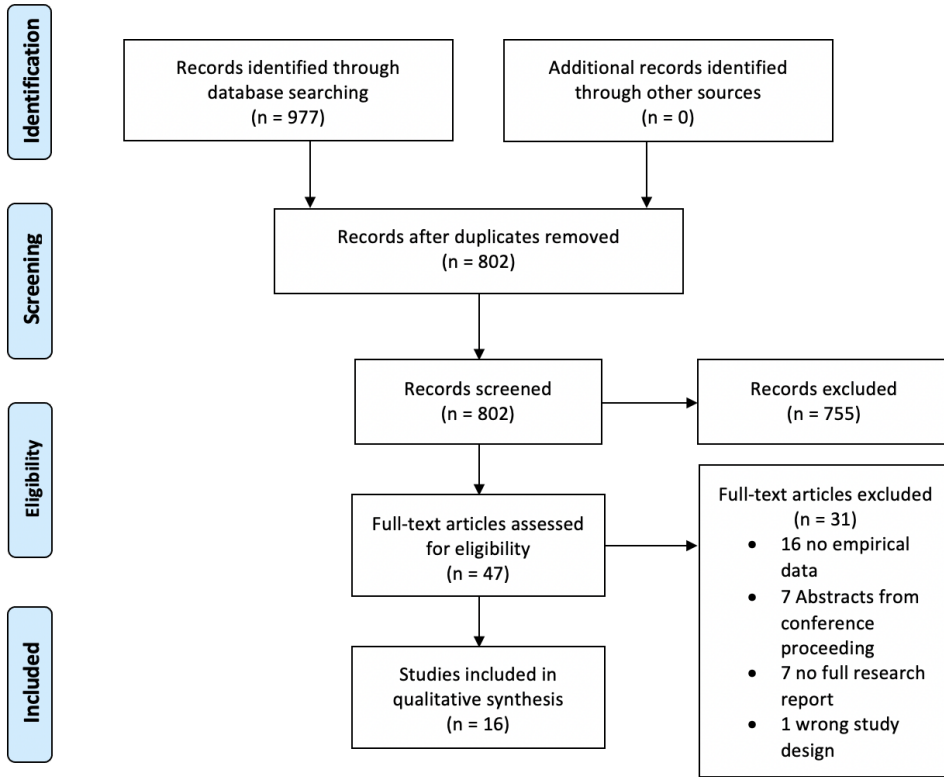 Identification
Records identified through
database searching
(n = 977)
Additional records identified
through other sources
(n = 0)
Screening
Records after duplicates removed
(n = 802)
Records screened
(n = 802)
Records excluded
(n = 755)
Eligibility
Full-text articles assessed
for eligibility
(n = 47)
Full-text articles excluded
(n = 31)
• 16 no empirical
data
• 7 Abstracts from
conference
proceeding
• 7 no full research
report
• 1 wrong study
design
Included
Studies included in
qualitative synthesis
(n = 16)